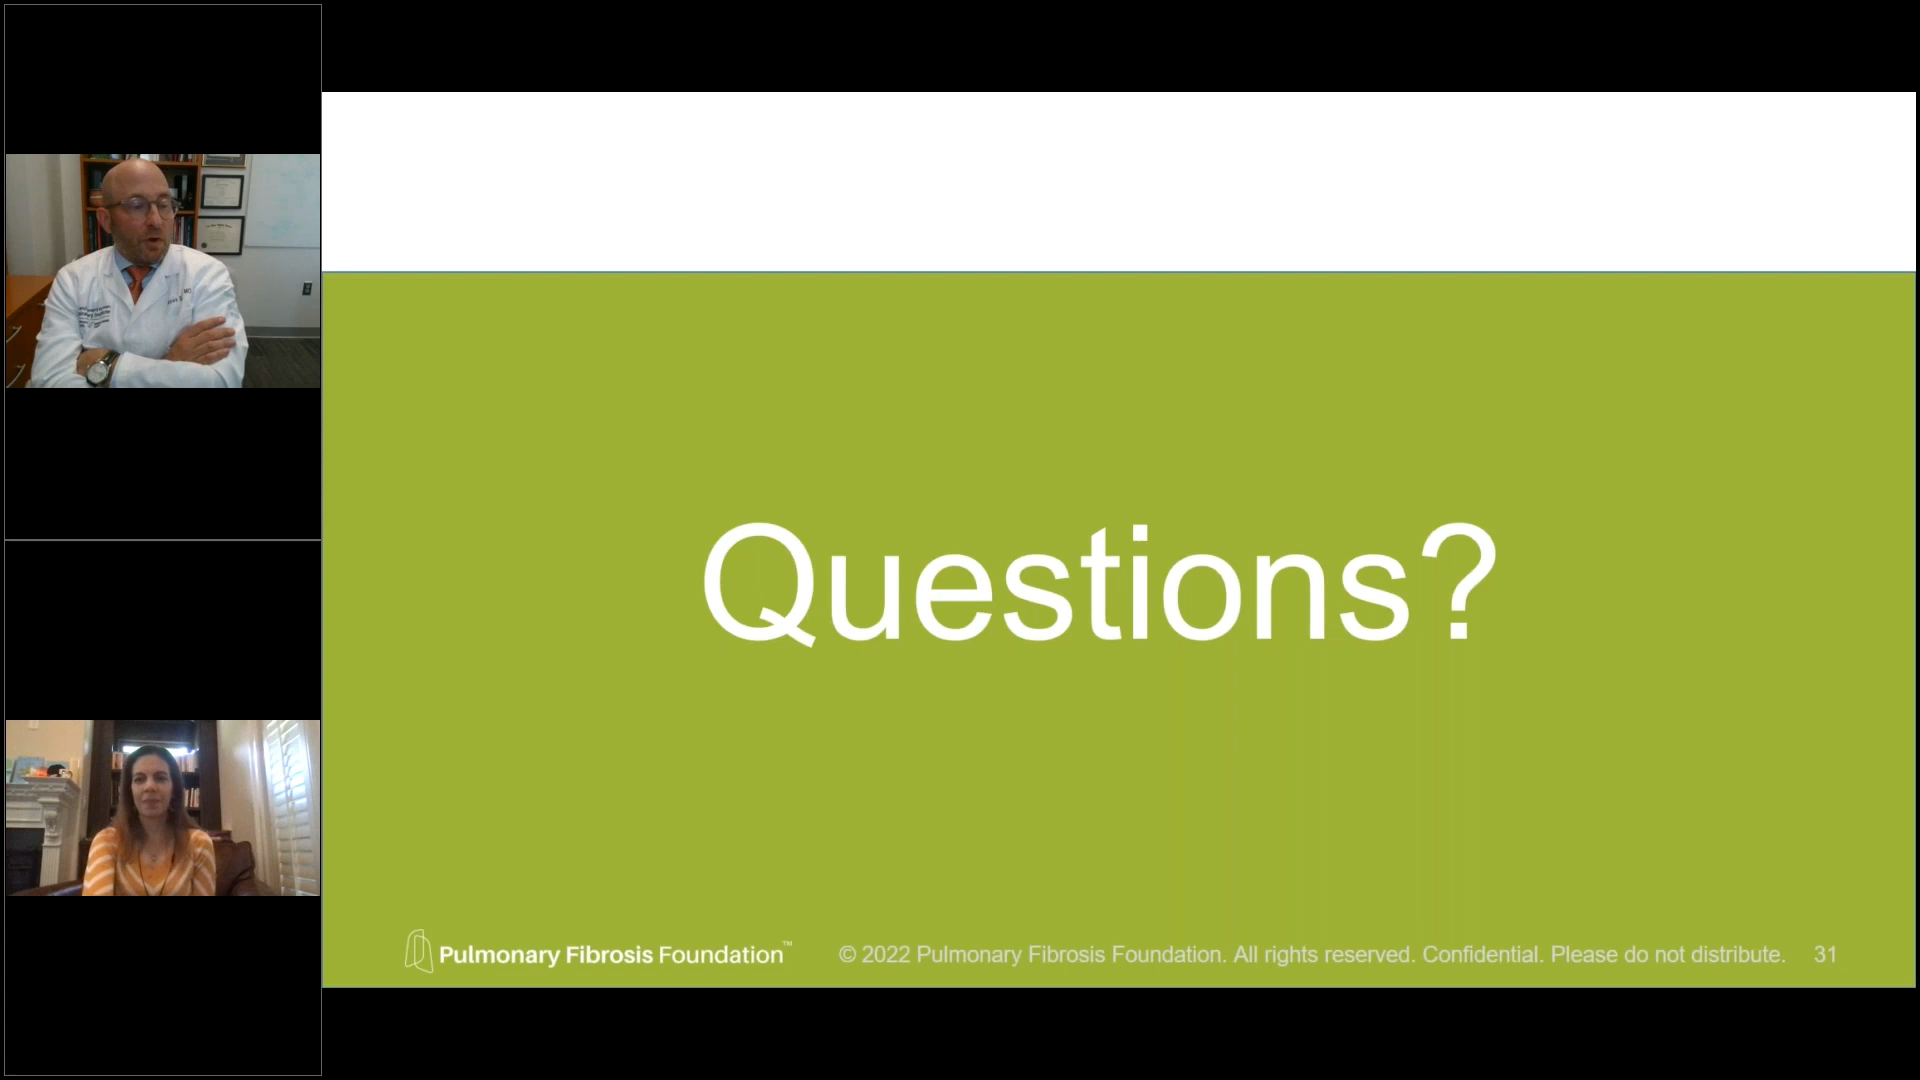 Questions?
Pulmonary Fibrosis Foundation™
© 2022 Pulmonary Fibrosis Foundation. All rights reserved. Confidential. Please do not distribute. 31